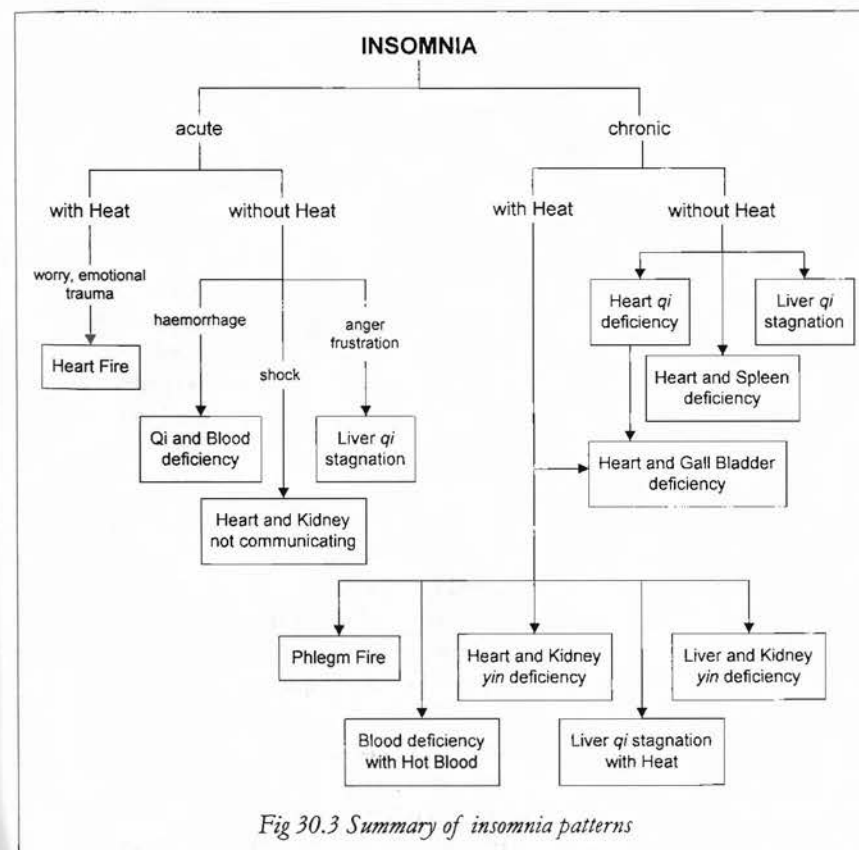 INSOMNIA
acute
chronic
with Heat
without Heat
with Heat
without Heat
worry, emotional
trauma
haemorrhage
shock
anger
frustration
Heart Fire
Qi and Blood
deficiency
Liver qi
stagnation
Heart and Kidney
not communicating
Heart qi
deficiency
Liver qi
stagnation
Heart and Spleen
deficiency
Heart and Gall Bladder
deficiency
Phlegm Fire
Heart and Kidney
yin deficiency
Liver and Kidney
yin deficiency
Blood deficiency
with Hot Blood
Liver qi stagnation
with Heat
Fig 30.3 Summary of insomnia patterns